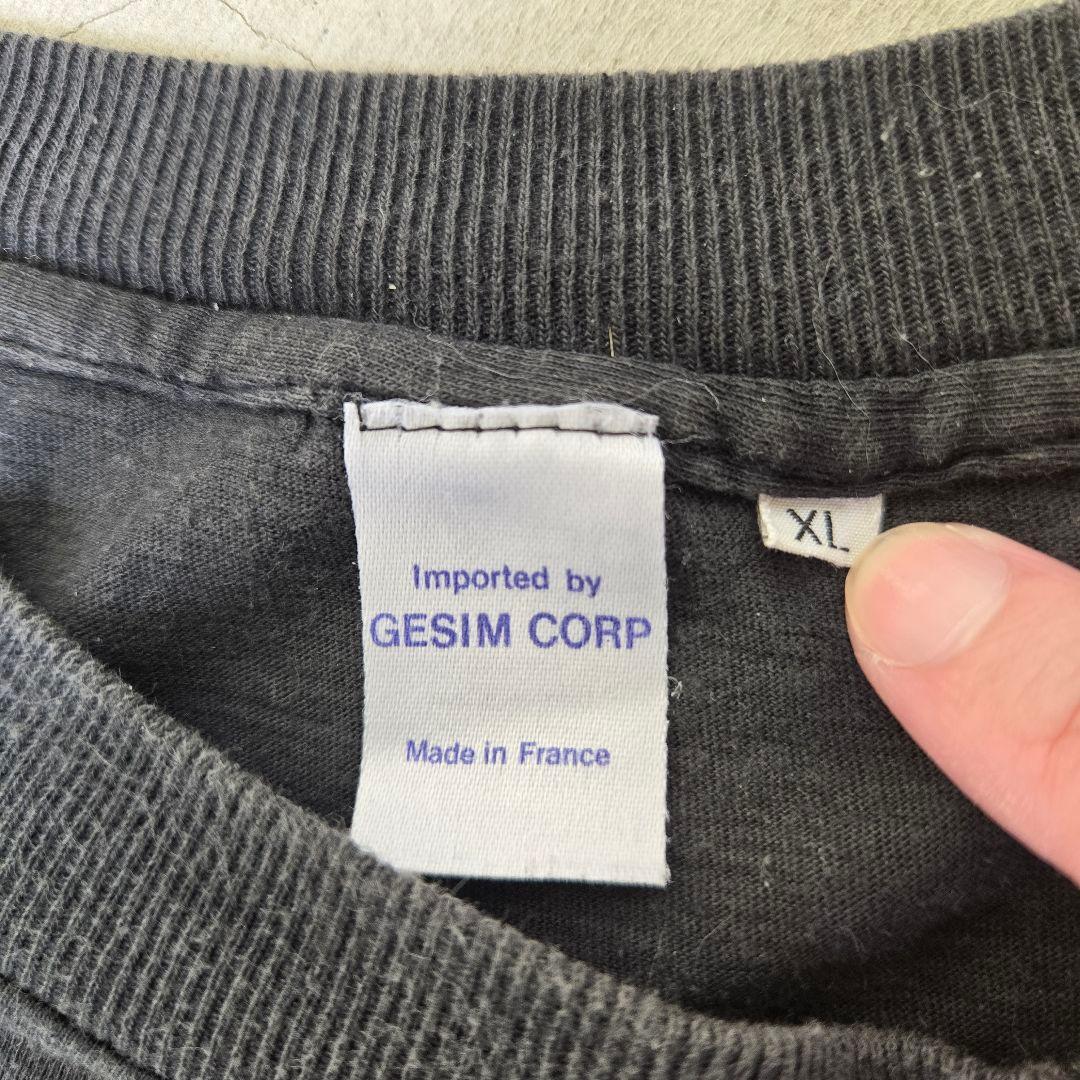 Imported by
GESIM CORP
Made in France
XL